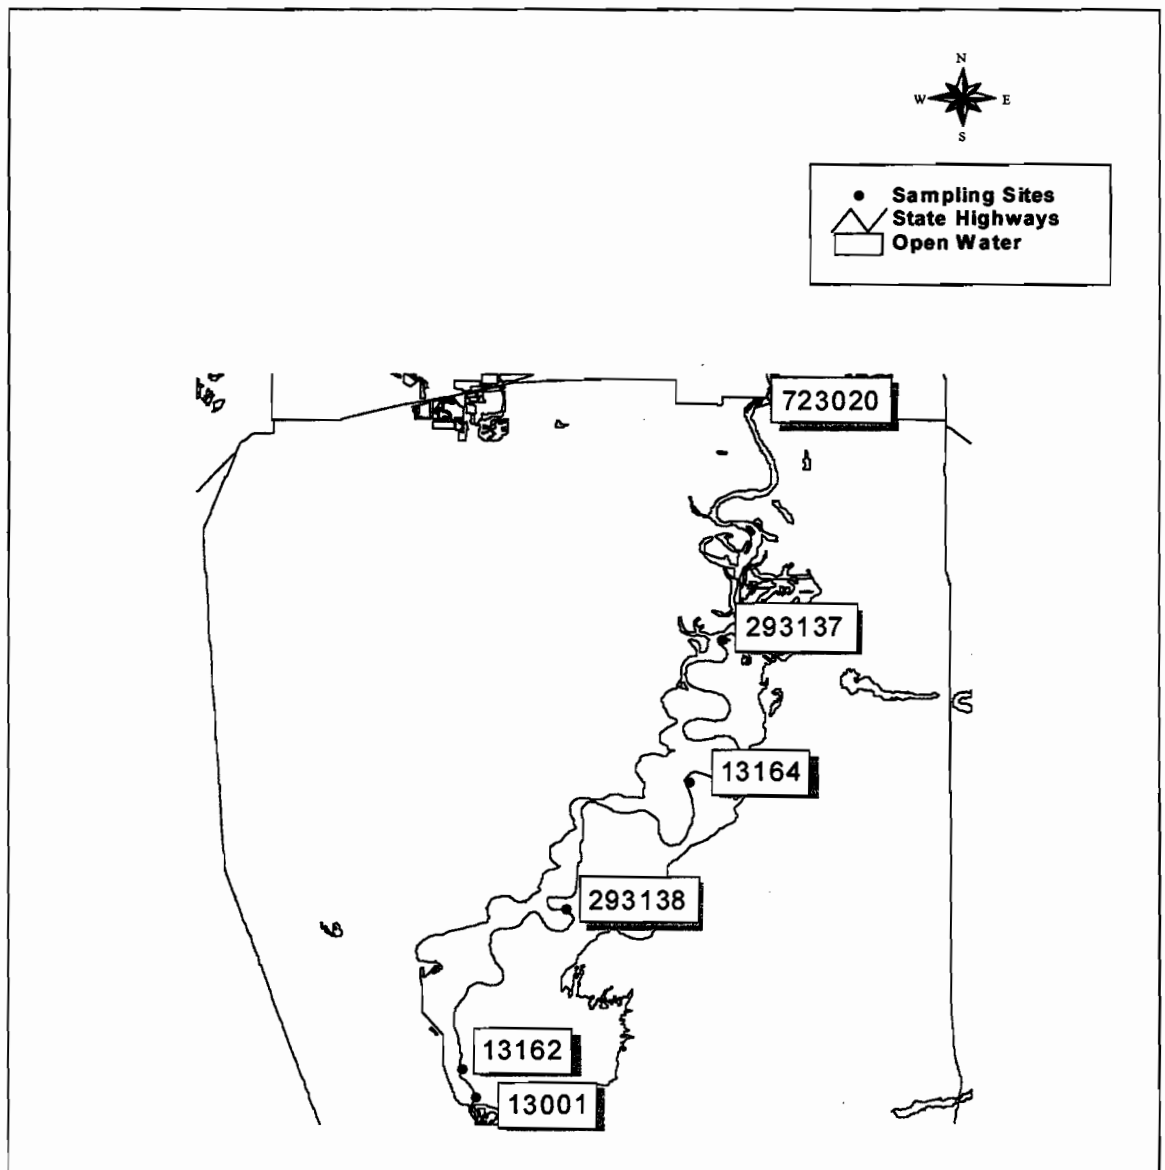 N
W E
S
Sampling Sites
State Highways
Open Water
723020
293137
13164
293138
13162
13001